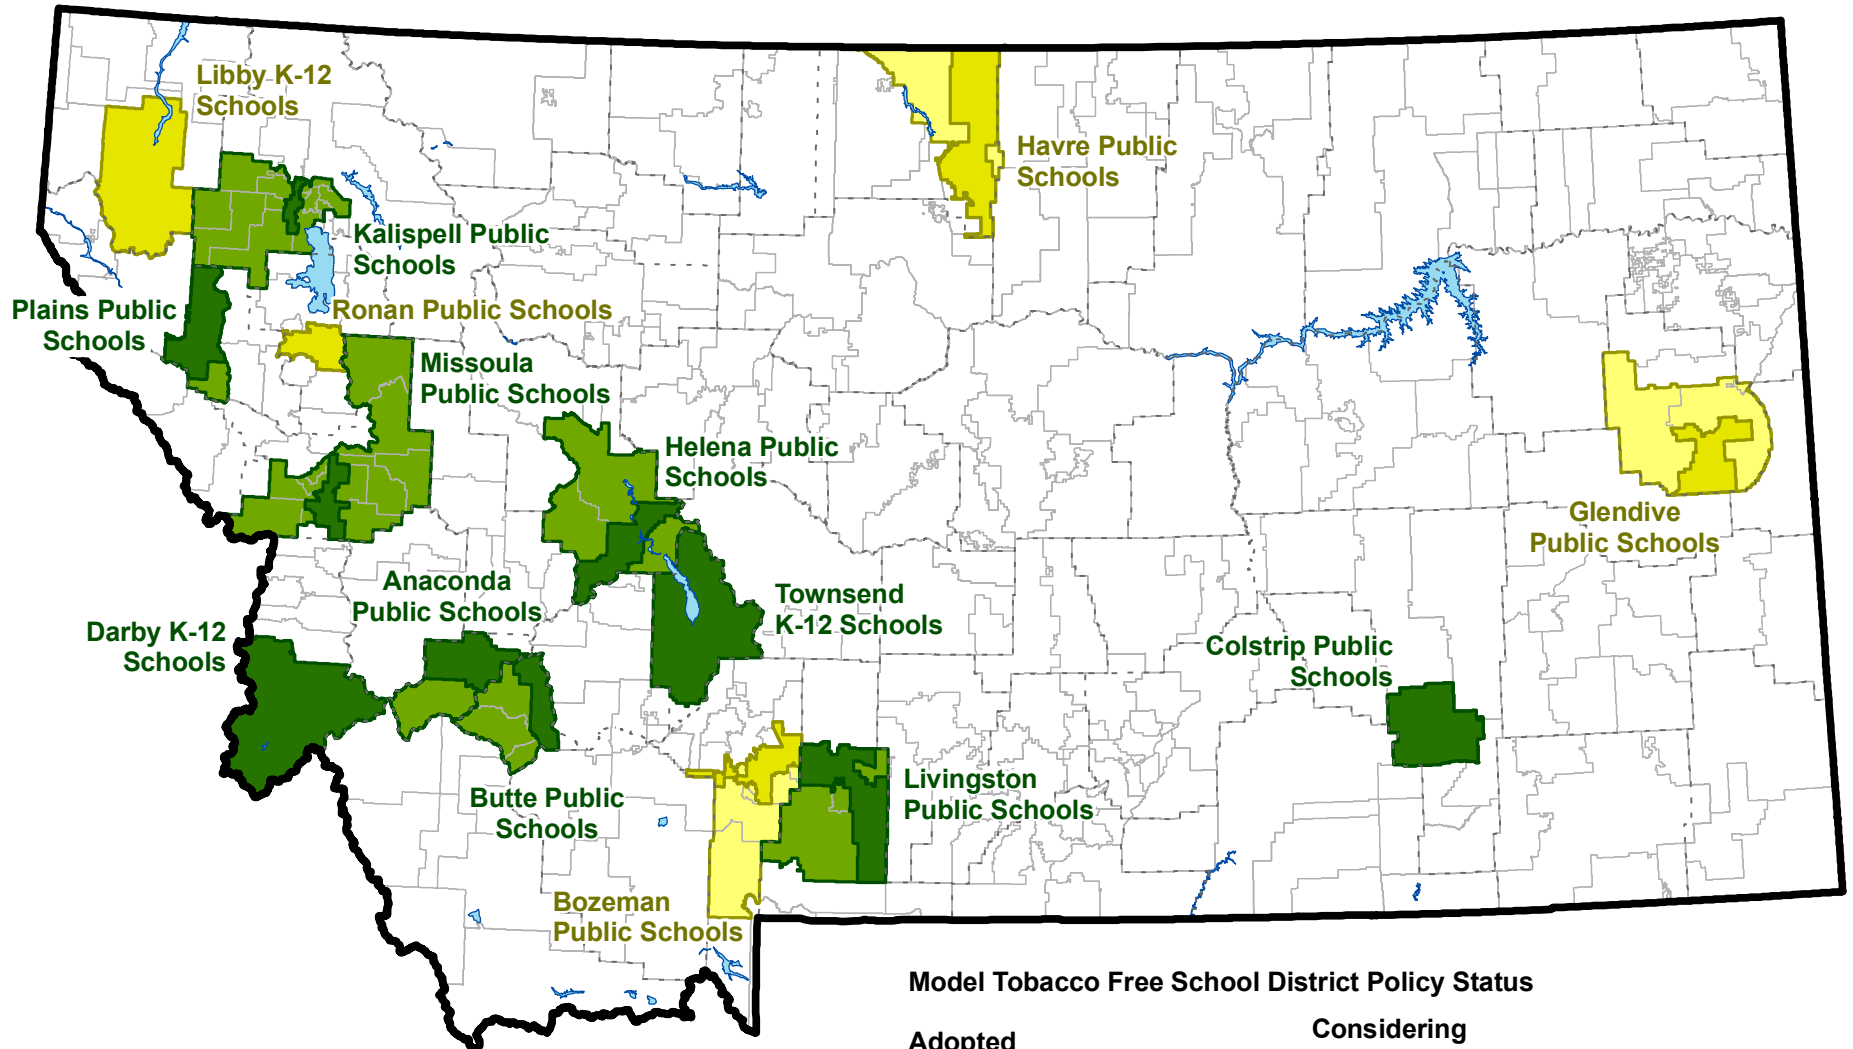 Libby K-12
Schools
Havre Public
Schools
Kalispell Public
Schools
Plains Public
Schools
Ronan Public Schools
Missoula
Public Schools
Helena Public
Schools
Glendive
Public Schools
Anaconda
Public Schools
Townsend
K-12 Schools
Darby K-12
Schools
Colstrip Public
Schools
Livingston
Public Schools
Butte Public
Schools
Bozeman
Public Schools
Model Tobacco Free School District Policy Status
Adopted
Considering